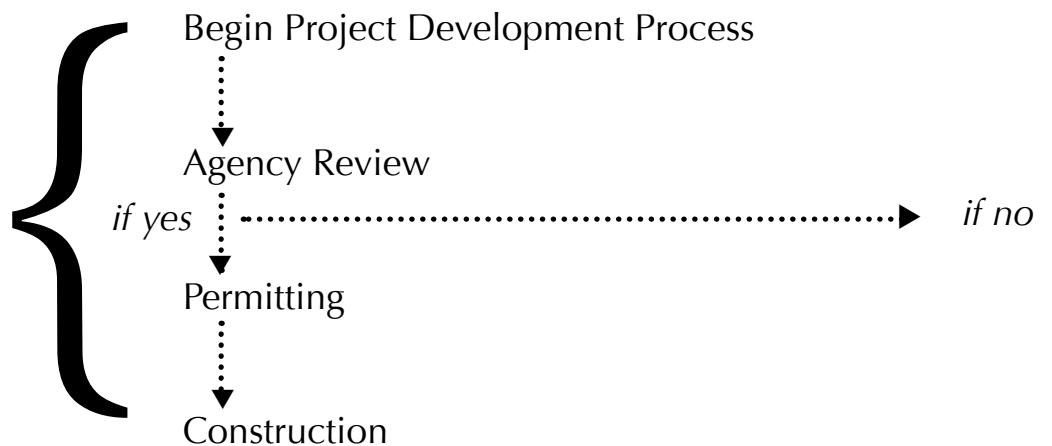 Begin Project Development Process
Agency Review
if yes
if no
Permitting
Construction